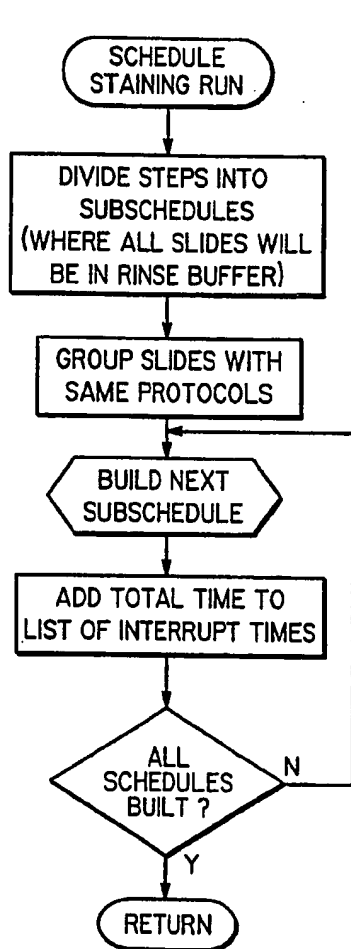 SCHEDULE
STAINING RUN
DIVIDE STEPS INTO
SUBSCHEDULES
(WHERE ALL SLIDES WILL
BE IN RINSE BUFFER)
GROUP SLIDES WITH
SAME PROTOCOLS
BUILD NEXT
SUBSCHEDULE
ADD TOTAL TIME TO
LIST OF INTERRUPT TIMES
ALL
SCHEDULES
BUILT ?
N
Y
RETURN